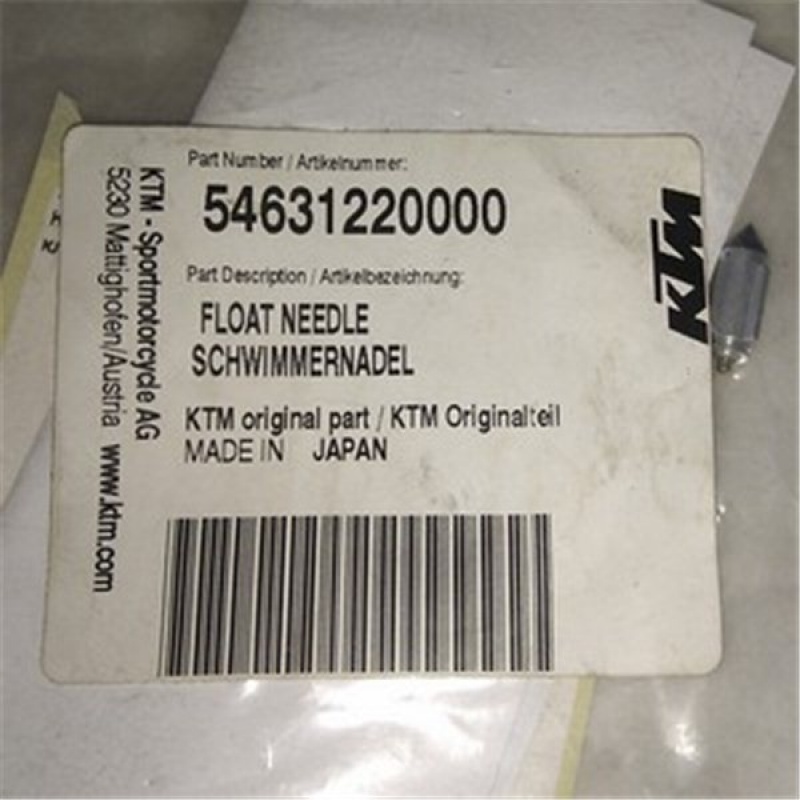 Part Number / Artikelnummer:
54631220000
Part Description / Artikelbezeichnung:
FLOAT NEEDLE
SCHWIMMERNADEL
KTM original part / KTM Originalteil
MADE IN JAPAN
KTM - Sportmotorcycle AG
5230 Mattighofen/Austria www.ktm.com
KTM